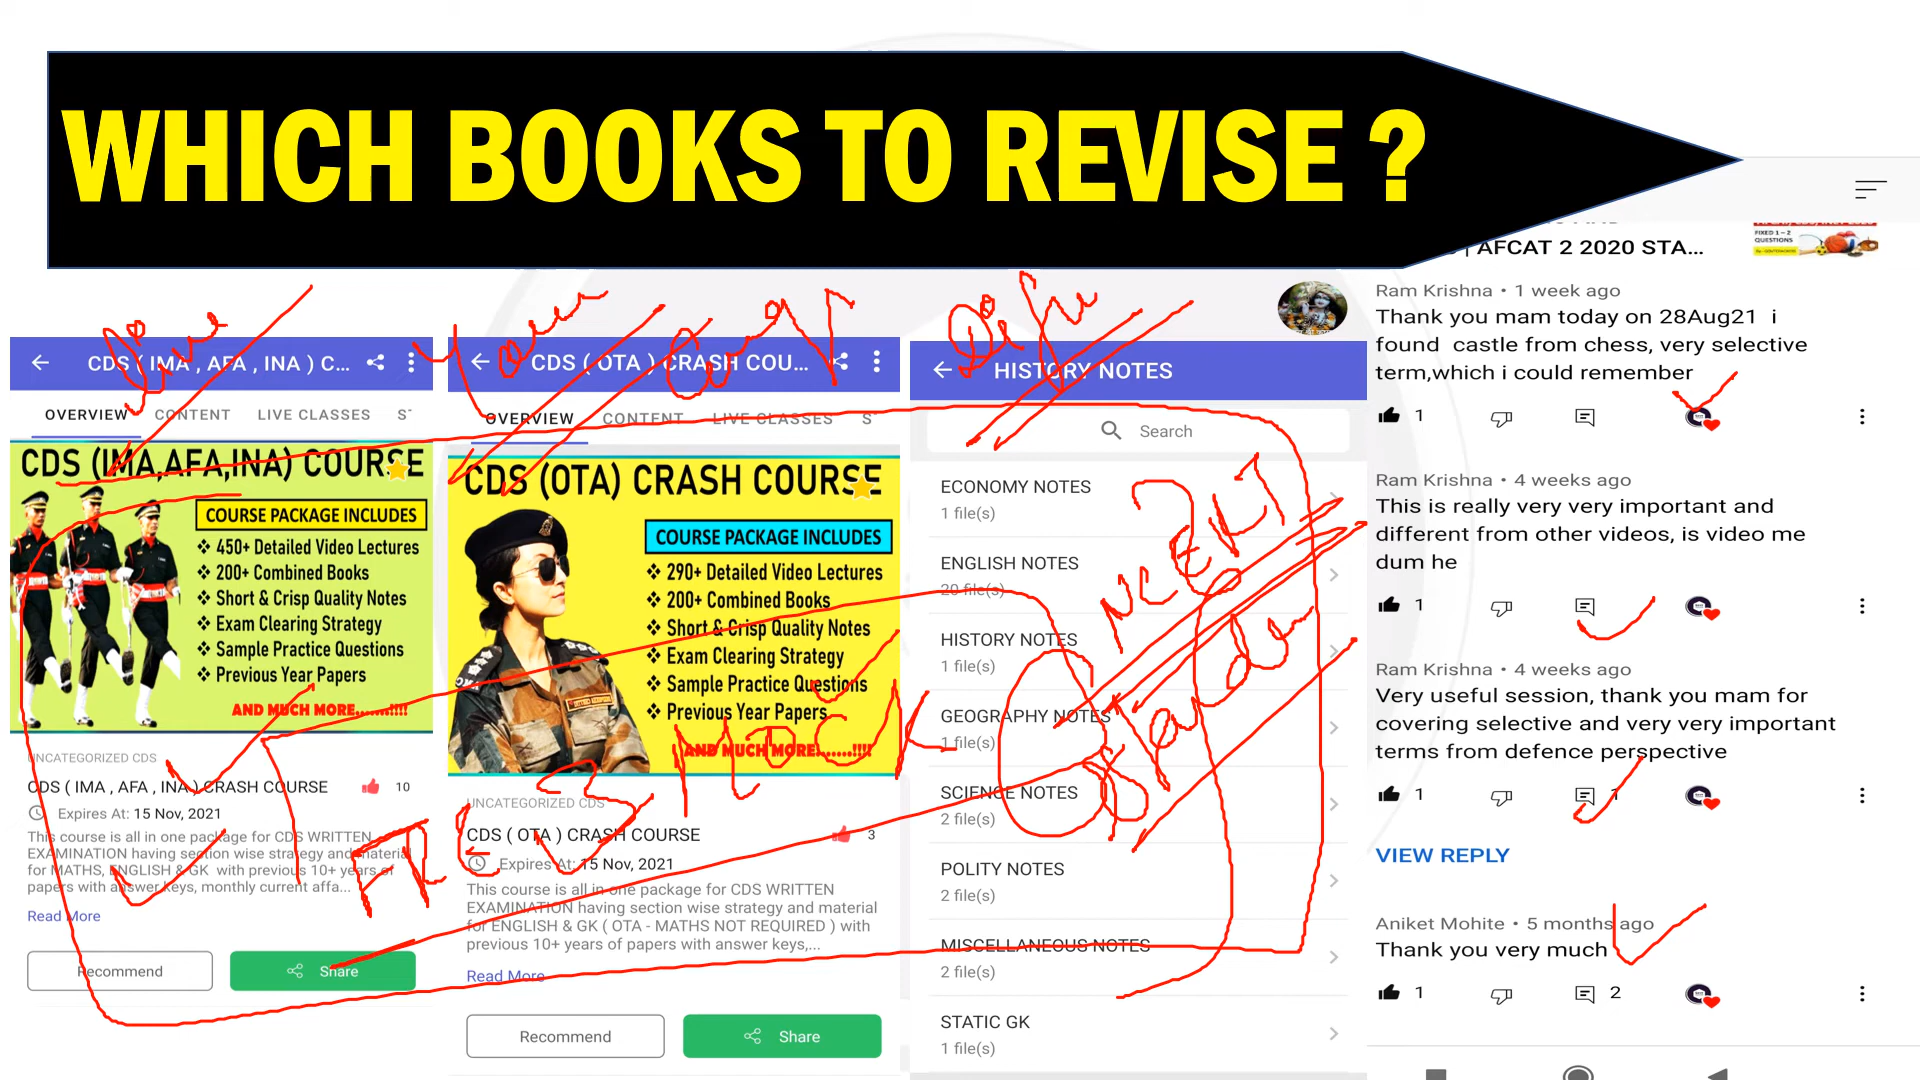 WHICH BOOKS TO REVISE ?
CDS ( IMA , AFA , INA ) C...
OVERVIEW CONTENT LIVE CLASSES S
CDS (IMA,AFA,INA) COURSE
COURSE PACKAGE INCLUDES
❖ 450+ Detailed Video Lectures
❖ 200+ Combined Books
❖ Short & Crisp Quality Notes
❖ Exam Clearing Strategy
❖ Sample Practice Questions
❖ Previous Year Papers
AND MUCH MORE.......!!!!
UNCATEGORIZED CDS
CDS ( IMA , AFA , INA ) CRASH COURSE 10
Expires At: 15 Nov, 2021
This course is all in one package for CDS WRITTEN
EXAMINATION having section wise strategy and material
for MATHS, ENGLISH & GK with previous 10+ years of
papers with answer keys, monthly current affa...
Read More
Recommend Share
CDS ( OTA ) CRASH COU...
OVERVIEW CONTENT LIVE CLASSES S
CDS (OTA) CRASH COURSE
COURSE PACKAGE INCLUDES
❖ 290+ Detailed Video Lectures
❖ 200+ Combined Books
❖ Short & Crisp Quality Notes
❖ Exam Clearing Strategy
❖ Sample Practice Questions
❖ Previous Year Papers
AND MUCH MORE.......!!!!
UNCATEGORIZED CDS
CDS ( OTA ) CRASH COURSE 3
Expires At: 15 Nov, 2021
This course is all in one package for CDS WRITTEN
EXAMINATION having section wise strategy and material
for ENGLISH & GK ( OTA - MATHS NOT REQUIRED ) with
previous 10+ years of papers with answer keys,...
Read More
Recommend Share
HISTORY NOTES
Search
ECONOMY NOTES
1 file(s)
ENGLISH NOTES
20 file(s)
HISTORY NOTES
1 file(s)
GEOGRAPHY NOTES
1 file(s)
SCIENCE NOTES
2 file(s)
POLITY NOTES
2 file(s)
MISCELLANEOUS NOTES
2 file(s)
STATIC GK
1 file(s)
NCERT
FREE MOCK
AFCAT 2 2020 STA...
FIXED 1 – 2
QUESTIONS
Ram Krishna • 1 week ago
Thank you mam today on 28Aug21 i
found castle from chess, very selective
term,which i could remember
1
Ram Krishna • 4 weeks ago
This is really very very important and
different from other videos, is video me
dum he
1
Ram Krishna • 4 weeks ago
Very useful session, thank you mam for
covering selective and very very important
terms from defence perspective
1 1
VIEW REPLY
Aniket Mohite • 5 months ago
Thank you very much
1 2